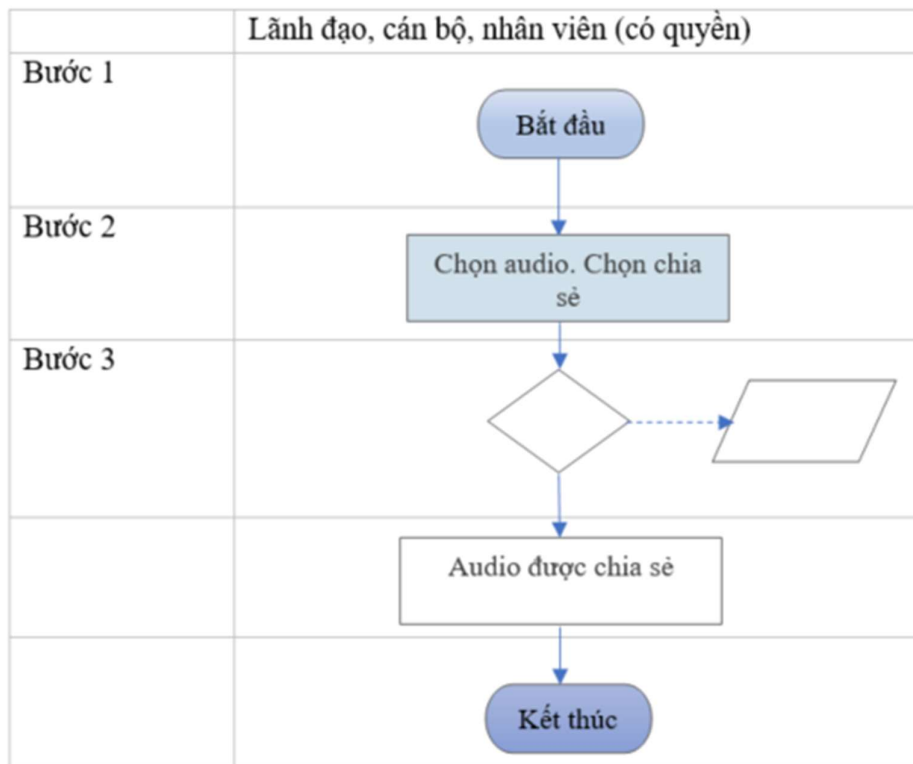 Lãnh đạo, cán bộ, nhân viên (có quyền)
Bước 1
Bắt đầu
Bước 2
Chọn audio. Chọn chia
sẻ
Bước 3
Audio được chia sẻ
Kết thúc